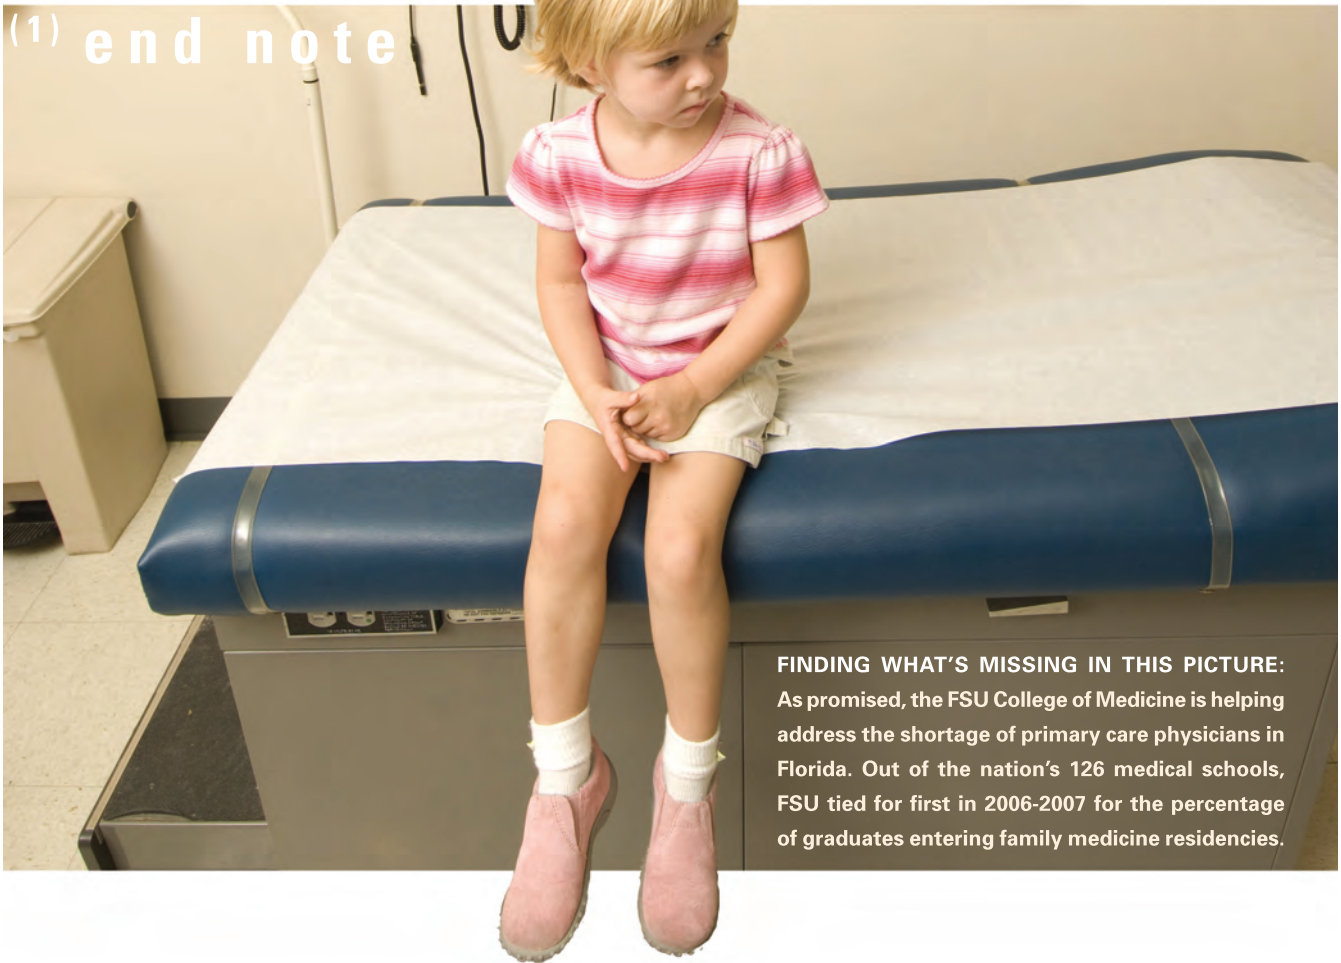 (1) end note
FINDING WHAT'S MISSING IN THIS PICTURE:
As promised, the FSU College of Medicine is helping
address the shortage of primary care physicians in
Florida. Out of the nation's 126 medical schools,
FSU tied for first in 2006-2007 for the percentage
of graduates entering family medicine residencies.